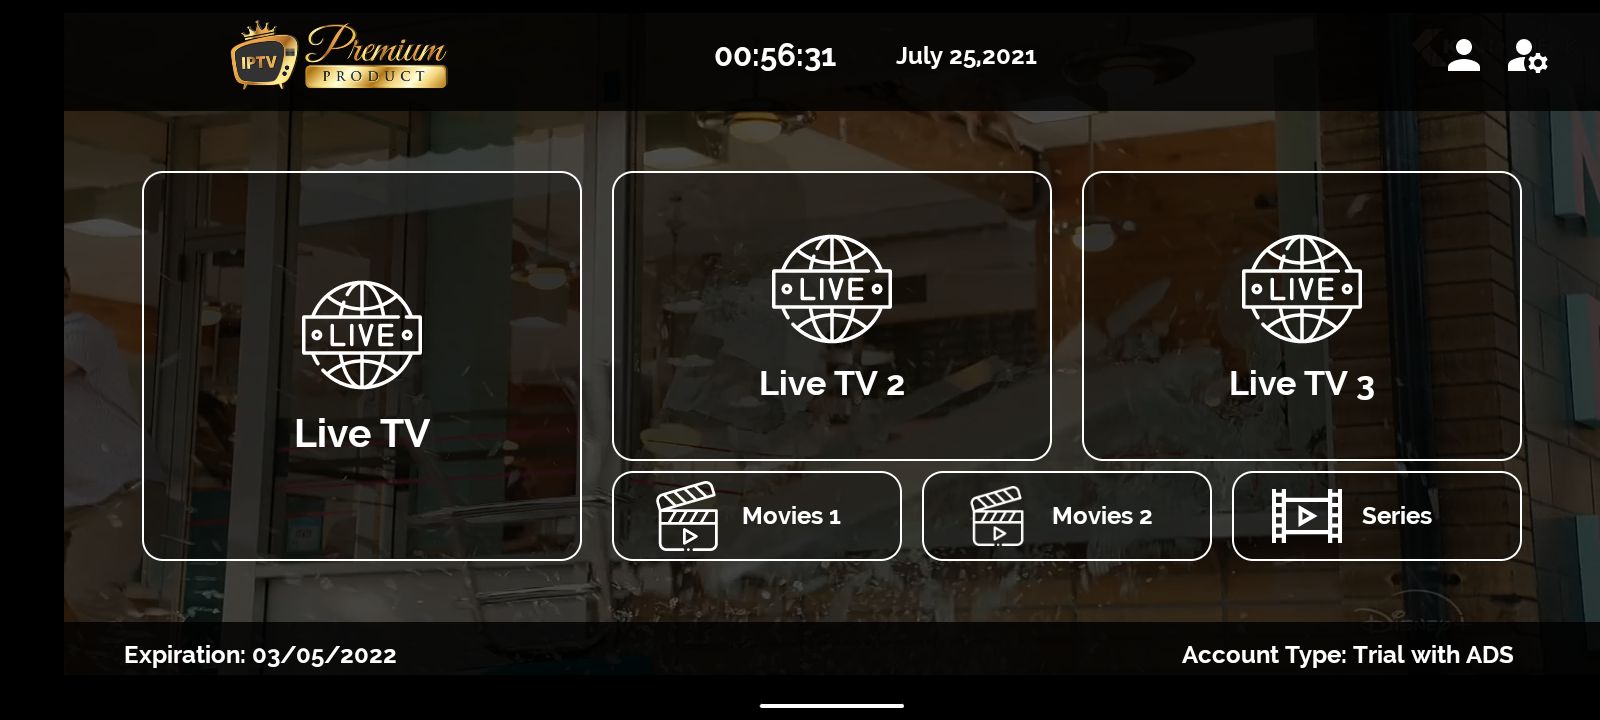 IPTV
Premium
PRODUCT
00:56:31
July 25,2021
LIVE
Live TV
LIVE
Live TV 2
LIVE
Live TV 3
Movies 1
Movies 2
Series
Disney+
Expiration: 03/05/2022
Account Type: Trial with ADS